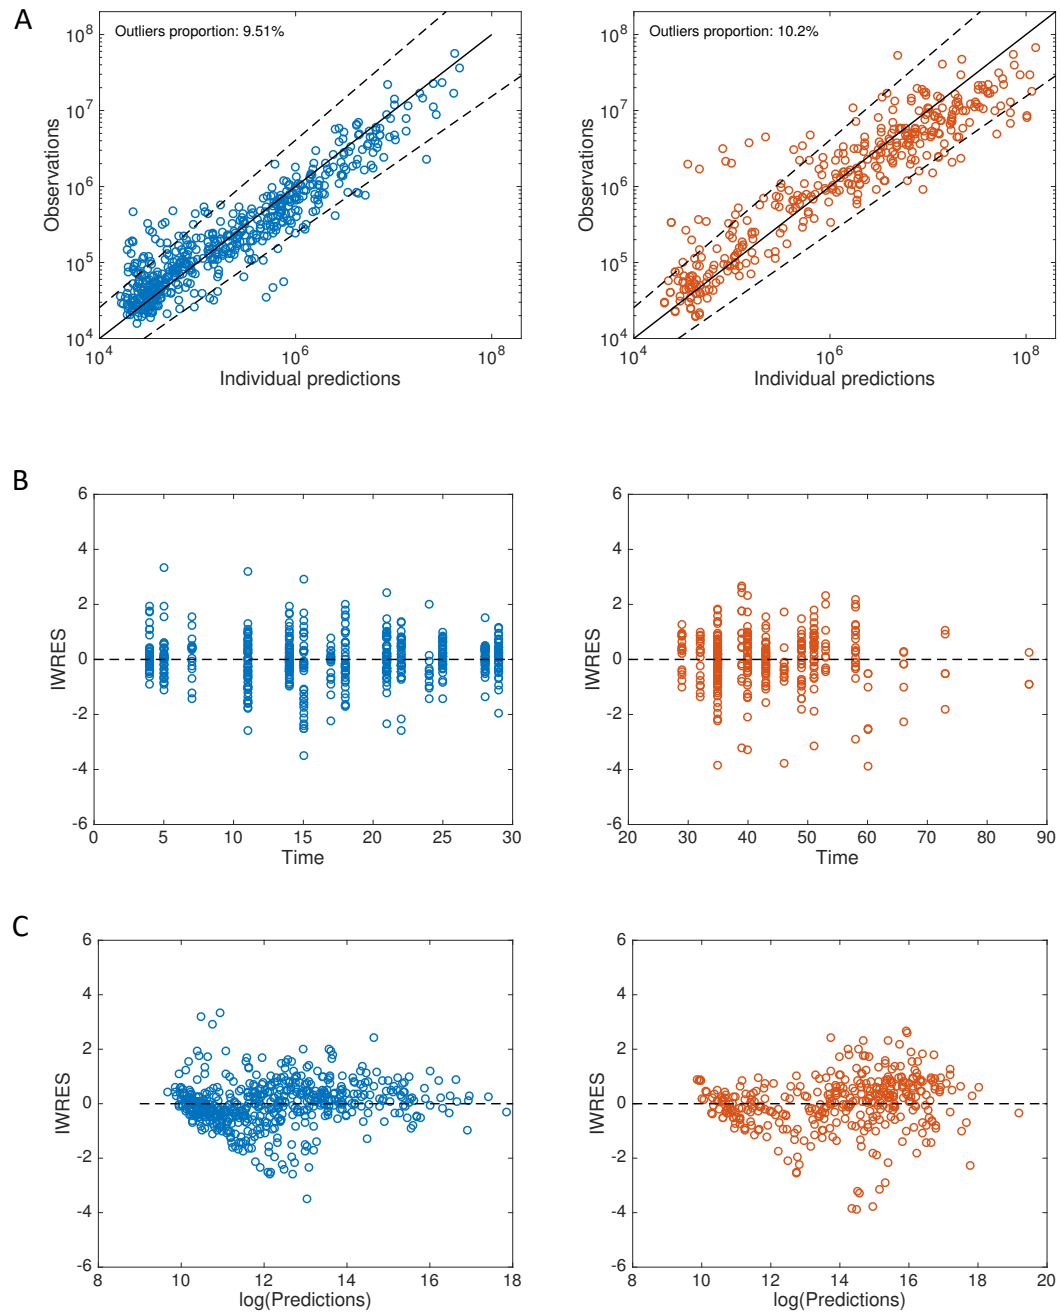 A
Outliers proportion: 9.51%
10^8
10^7
10^6
10^5
10^4
Observations
10^4
10^6
10^8
Individual predictions
Outliers proportion: 10.2%
10^8
10^7
10^6
10^5
10^4
Observations
10^4
10^6
10^8
Individual predictions
B
6
4
2
0
-2
-4
-6
IWRES
0 5 10 15 20 25 30
Time
6
4
2
0
-2
-4
-6
IWRES
20 30 40 50 60 70 80 90
Time
C
6
4
2
0
-2
-4
-6
IWRES
8 10 12 14 16 18
log(Predictions)
6
4
2
0
-2
-4
-6
IWRES
8 10 12 14 16 18 20
log(Predictions)